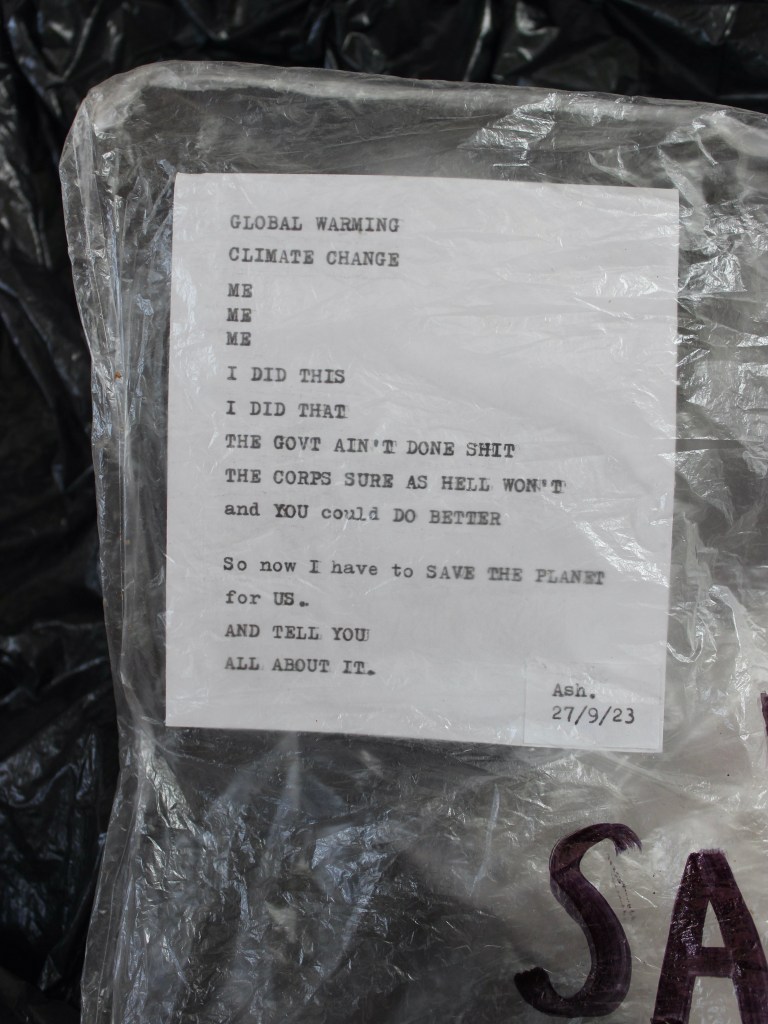 GLOBAL WARMING
CLIMATE CHANGE
ME
ME
ME
I DID THIS
I DID THAT
THE GOVT AIN'T DONE SHIT
THE CORPS SURE AS HELL WON'T
and YOU could DO BETTER
So now I have to SAVE THE PLANET
for US.
AND TELL YOU
ALL ABOUT IT.
Ash.
27/9/23
SA